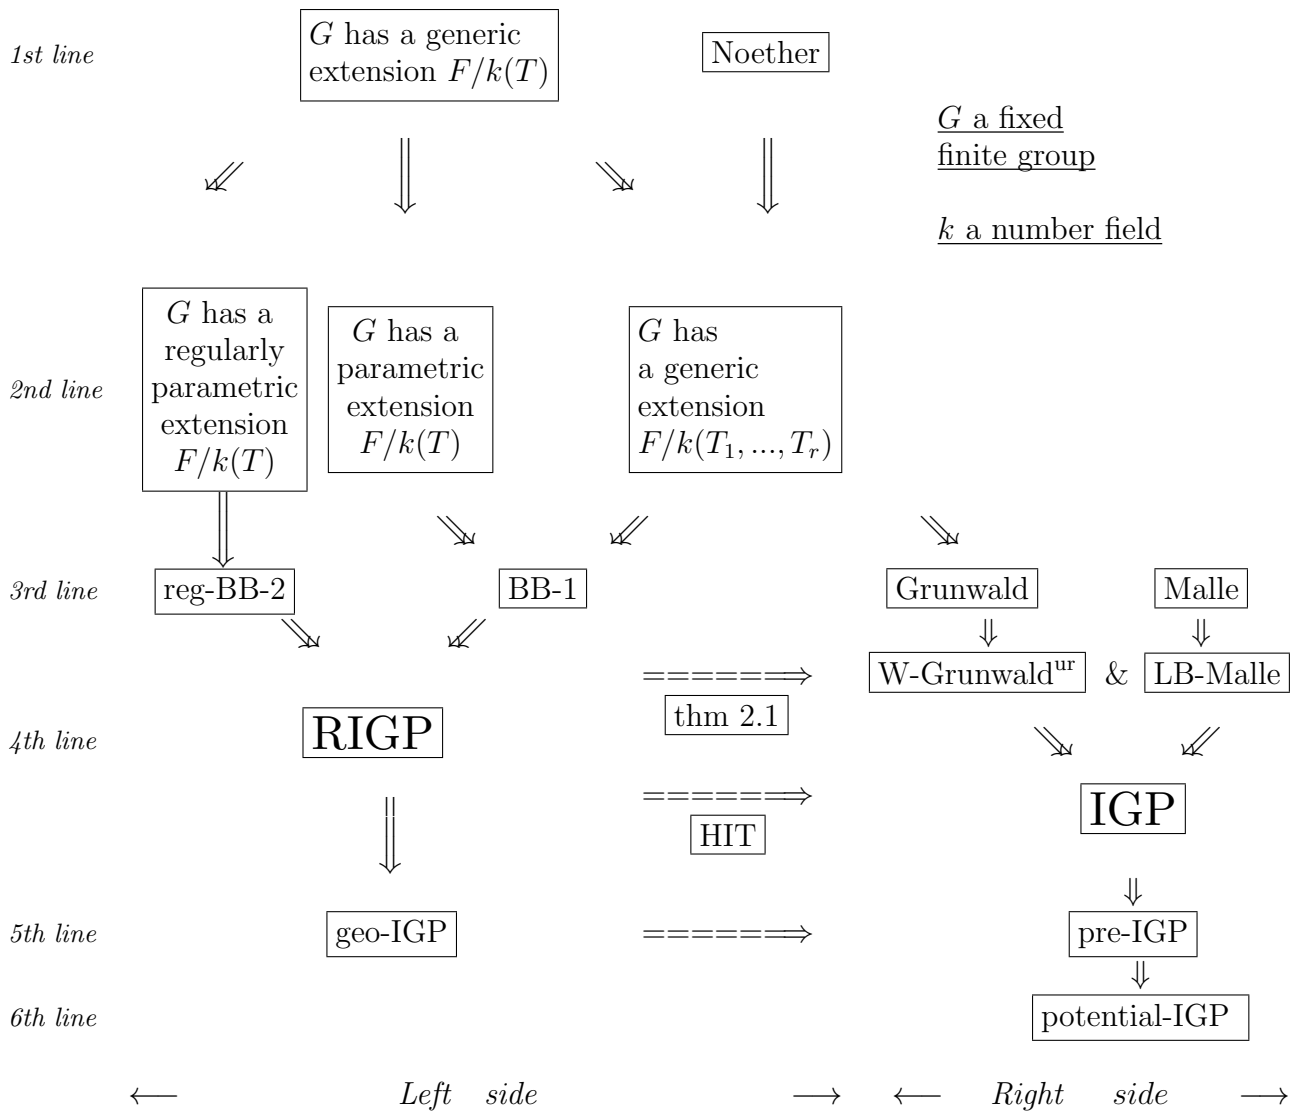 1st line
G has a generic
extension F/k(T)
Noether
G a fixed
finite group
k a number field
2nd line
G has a
regularly
parametric
extension
F/k(T)
G has a
parametric
extension
F/k(T)
G has
a generic
extension
F/k(T₁, ..., Tᵣ)
3rd line
reg-BB-2
BB-1
Grunwald
Malle
W-Grunwaldᵘʳ & LB-Malle
thm 2.1
4th line
RIGP
IGP
HIT
5th line
geo-IGP
pre-IGP
6th line
potential-IGP
Left side
Right side